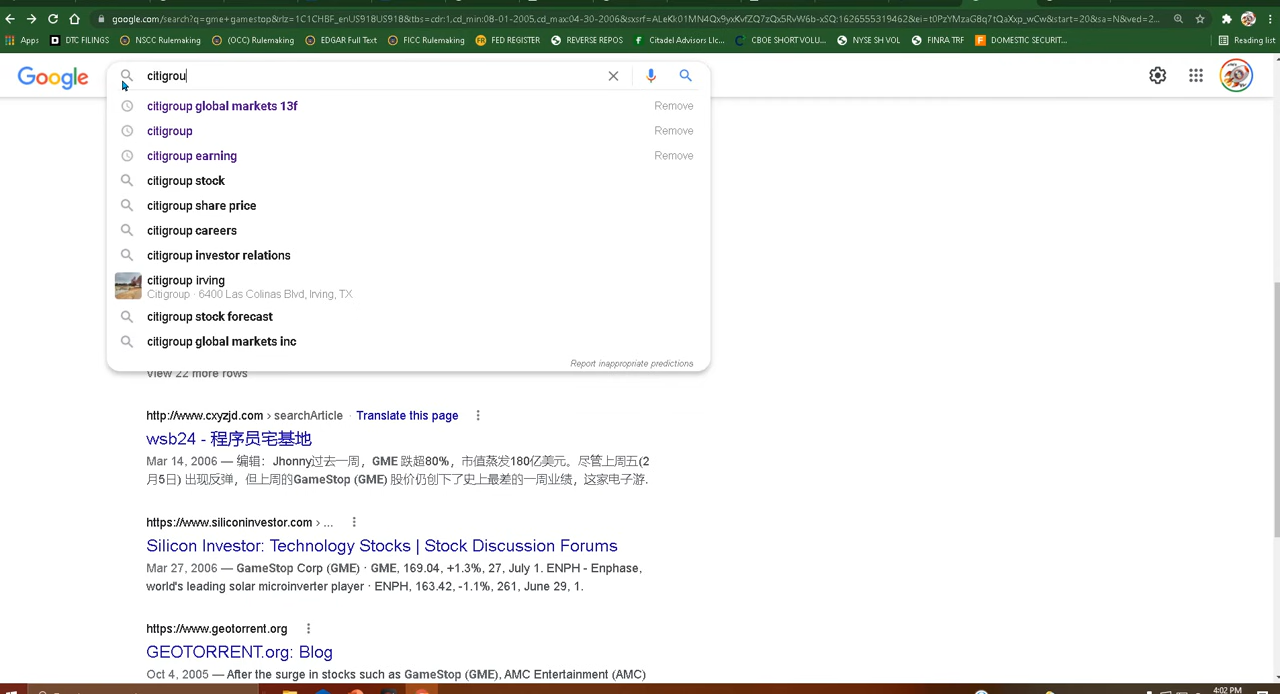 google.com/search?q=gme+gamestop&rlz=1C1CHBF_enUS918US918&tbs=cdr:1,cd_min:08-01-2005,cd_max:04-30-2006&sxsrf=
Apps DTC FILINGS NSCC Rulemaking (OCC) Rulemaking EDGAR Full Text FICC Rulemaking FED REGISTER REVERSE REPOS Citadel Advisors Llc... CBOE SHORT VOLU... NYSE SH VOL FINRA TRF DOMESTIC SECURIT... Reading list
Google
citigrou
citigroup global markets 13f Remove
citigroup Remove
citigroup earning Remove
citigroup stock
citigroup share price
citigroup careers
citigroup investor relations
citigroup irving
Citigroup · 6400 Las Colinas Blvd, Irving, TX
citigroup stock forecast
citigroup global markets inc
Report inappropriate predictions
View 22 more rows
http://www.cxyzjd.com › searchArticle · Translate this page
wsb24 - 程序员宅基地
Mar 14, 2006 — 编辑：Jhonny过去一周，GME 跌超80%，市值蒸发180亿美元。尽管上周五(2
月5日) 出现反弹，但上周的GameStop (GME) 股价仍创下了史上最差的一周业绩，这家电子游.
https://www.siliconinvestor.com › ...
Silicon Investor: Technology Stocks | Stock Discussion Forums
Mar 27, 2006 — GameStop Corp (GME) · GME, 169.04, +1.3%, 27, July 1. ENPH - Enphase,
world's leading solar microinverter player · ENPH, 163.42, -1.1%, 261, June 29, 1.
https://www.geotorrent.org
GEOTORRENT.org: Blog
Oct 4, 2005 — After the surge in stocks such as GameStop (GME), AMC Entertainment (AMC)
4:02 PM